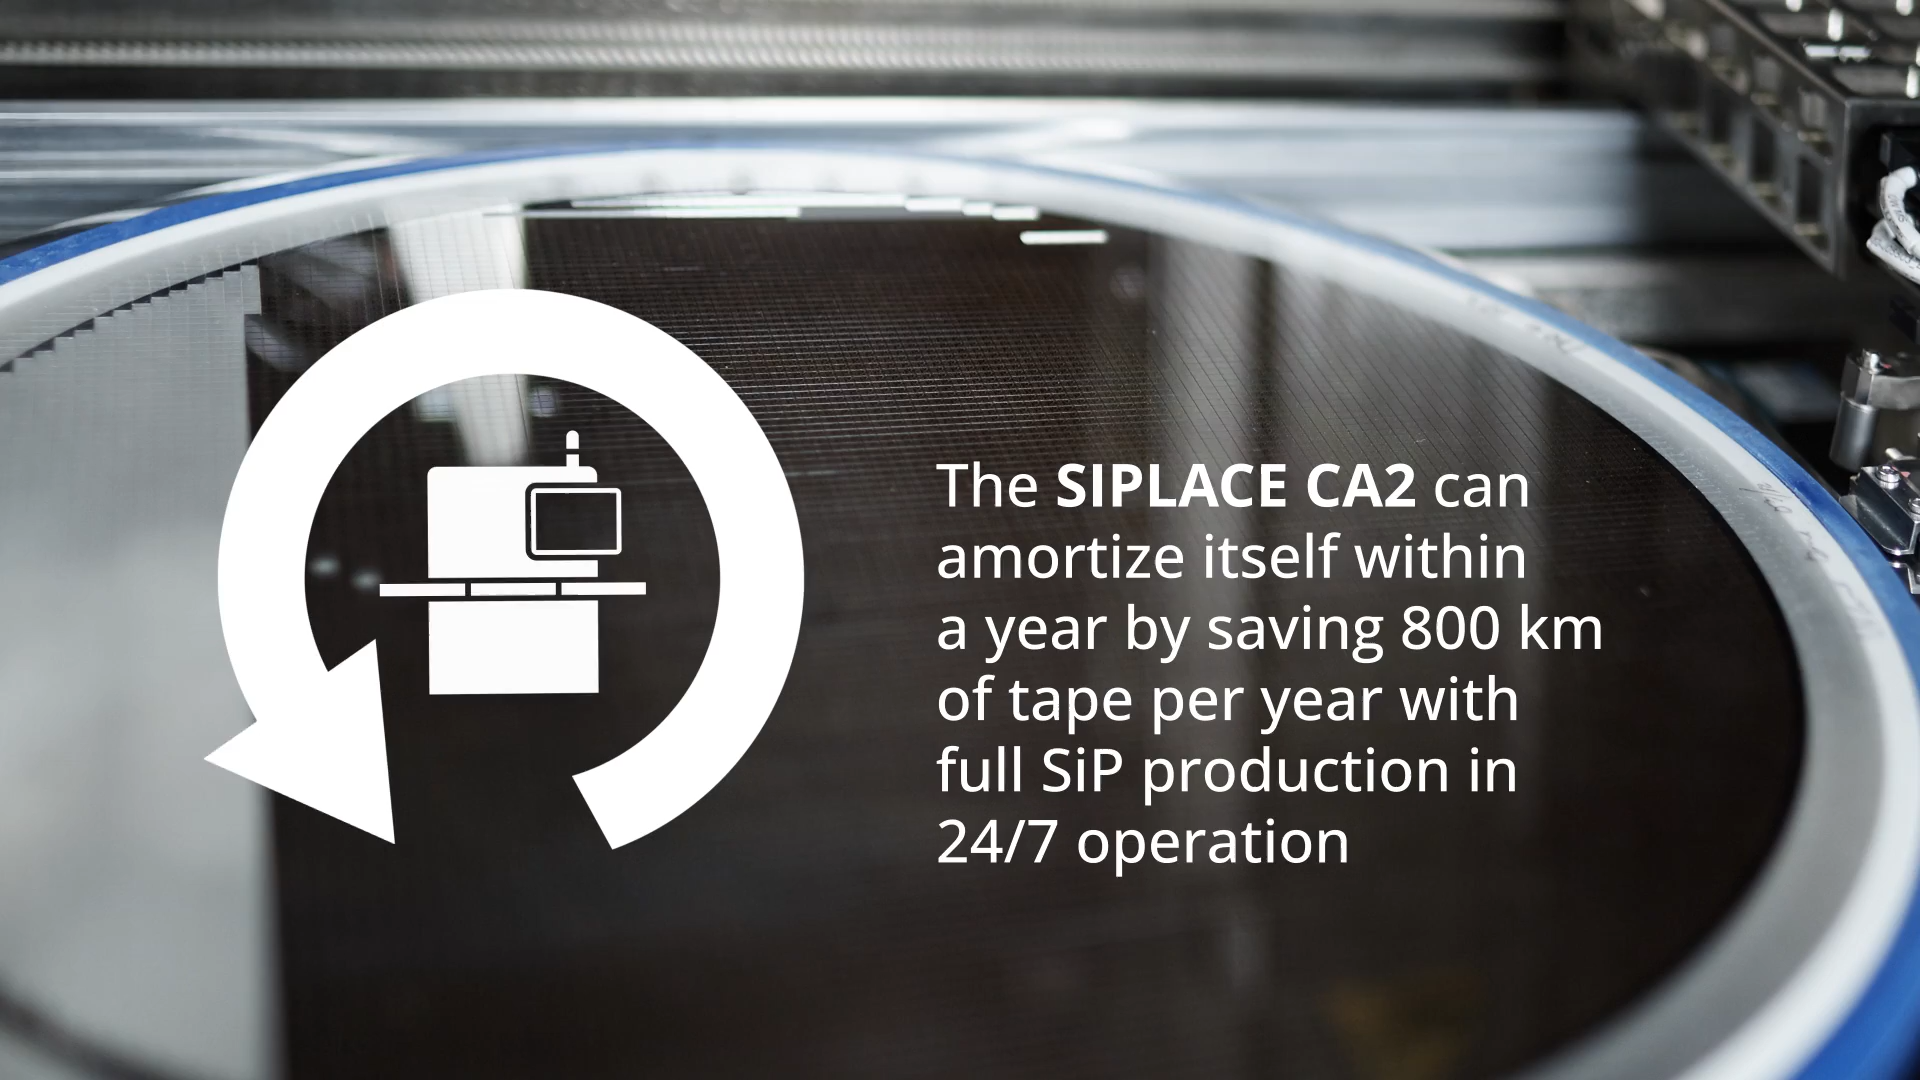 The SIPLACE CA2 can
amortize itself within
a year by saving 800 km
of tape per year with
full SiP production in
24/7 operation